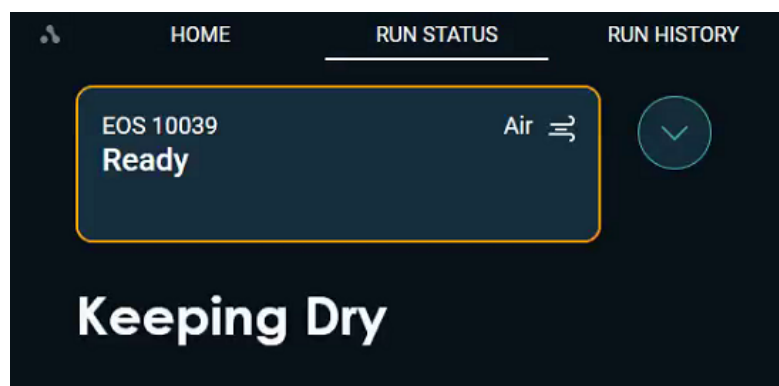 HOME RUN STATUS RUN HISTORY
EOS 10039 Air
Ready
Keeping Dry